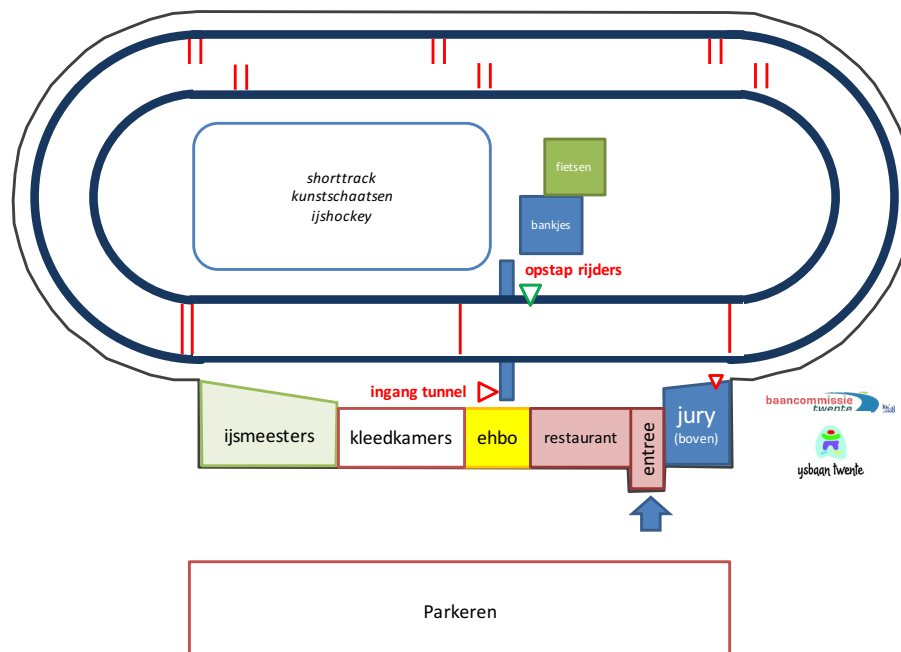 shorttrack
kunstschaatsen
ijshockey
fietsen
bankjes
opstap rijders
ingang tunnel
ijsmeesters
kleedkamers
ehbo
restaurant
entree
jury
(boven)
baancommissie
twente
ysbaan twente
Parkeren